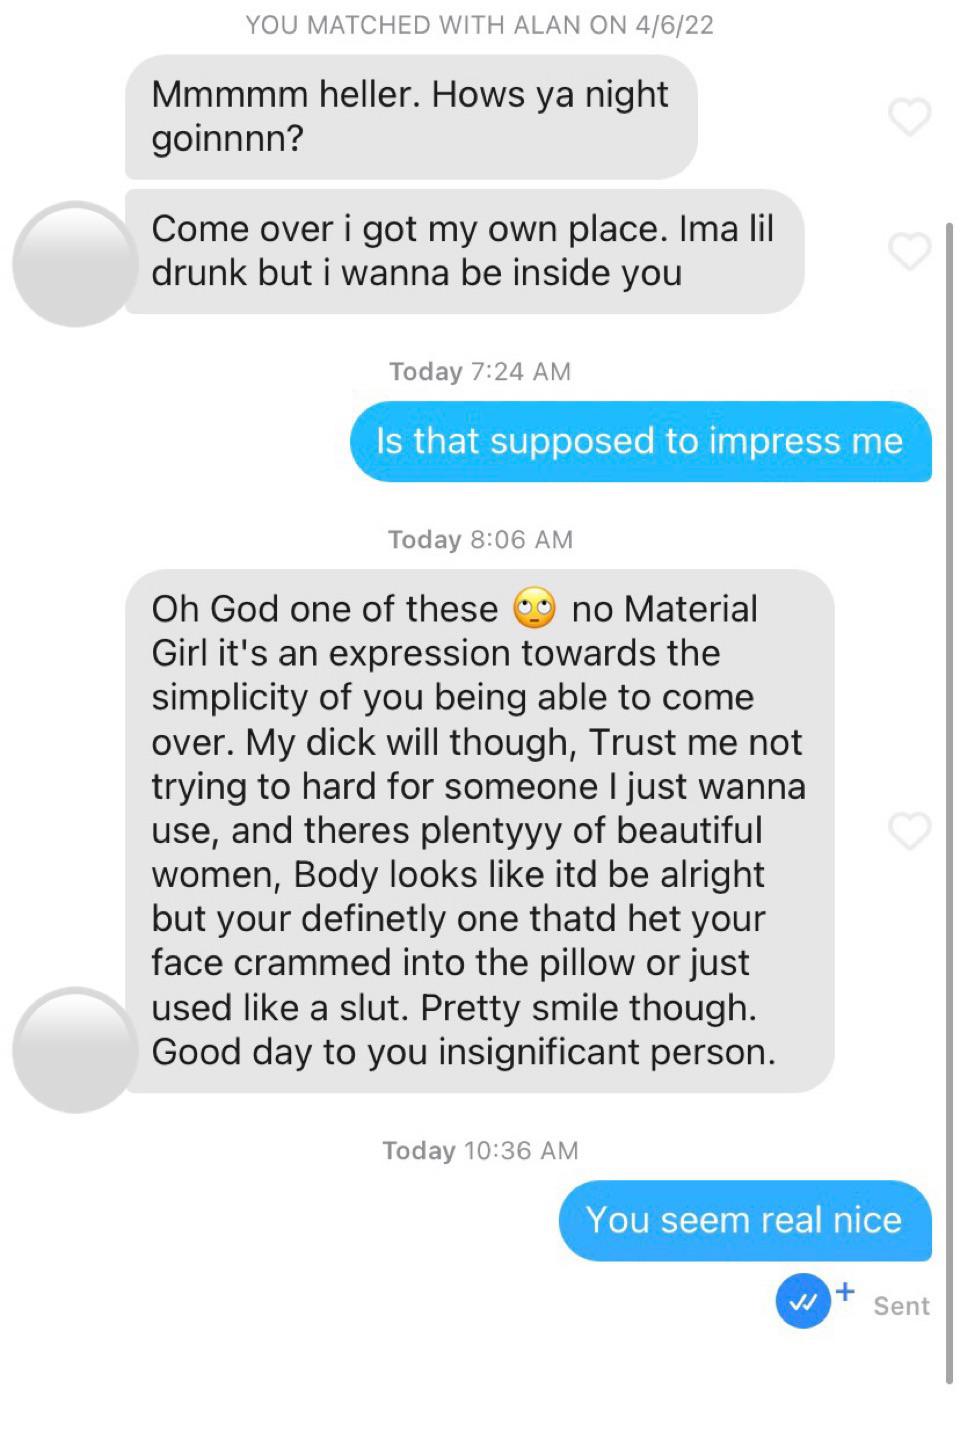 YOU MATCHED WITH ALAN ON 4/6/22
Mmmmm heller. Hows ya night
goinnnn?
Come over i got my own place. Ima lil
drunk but i wanna be inside you
Today 7:24 AM
Is that supposed to impress me
Today 8:06 AM
Oh God one of these 🙄 no Material
Girl it's an expression towards the
simplicity of you being able to come
over. My dick will though, Trust me not
trying to hard for someone I just wanna
use, and theres plentyyy of beautiful
women, Body looks like itd be alright
but your definetly one thatd het your
face crammed into the pillow or just
used like a slut. Pretty smile though.
Good day to you insignificant person.
Today 10:36 AM
You seem real nice
Sent